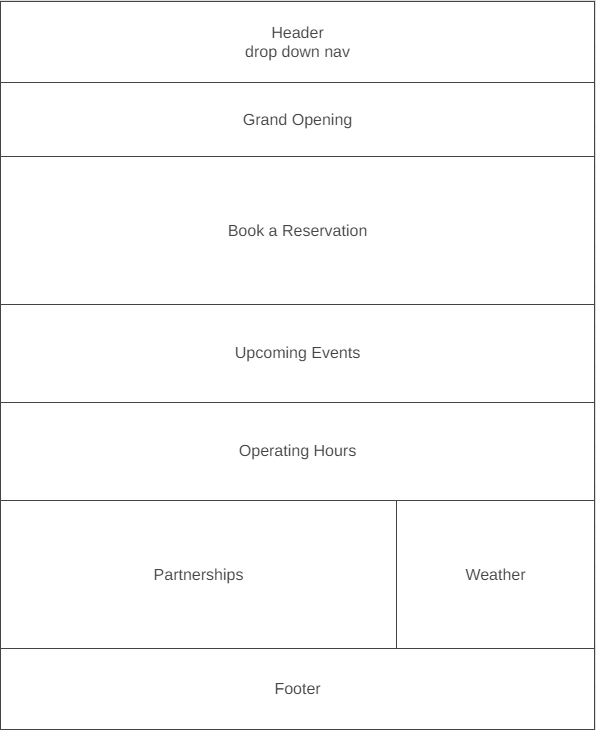 Header
drop down nav
Grand Opening
Book a Reservation
Upcoming Events
Operating Hours
Partnerships
Weather
Footer